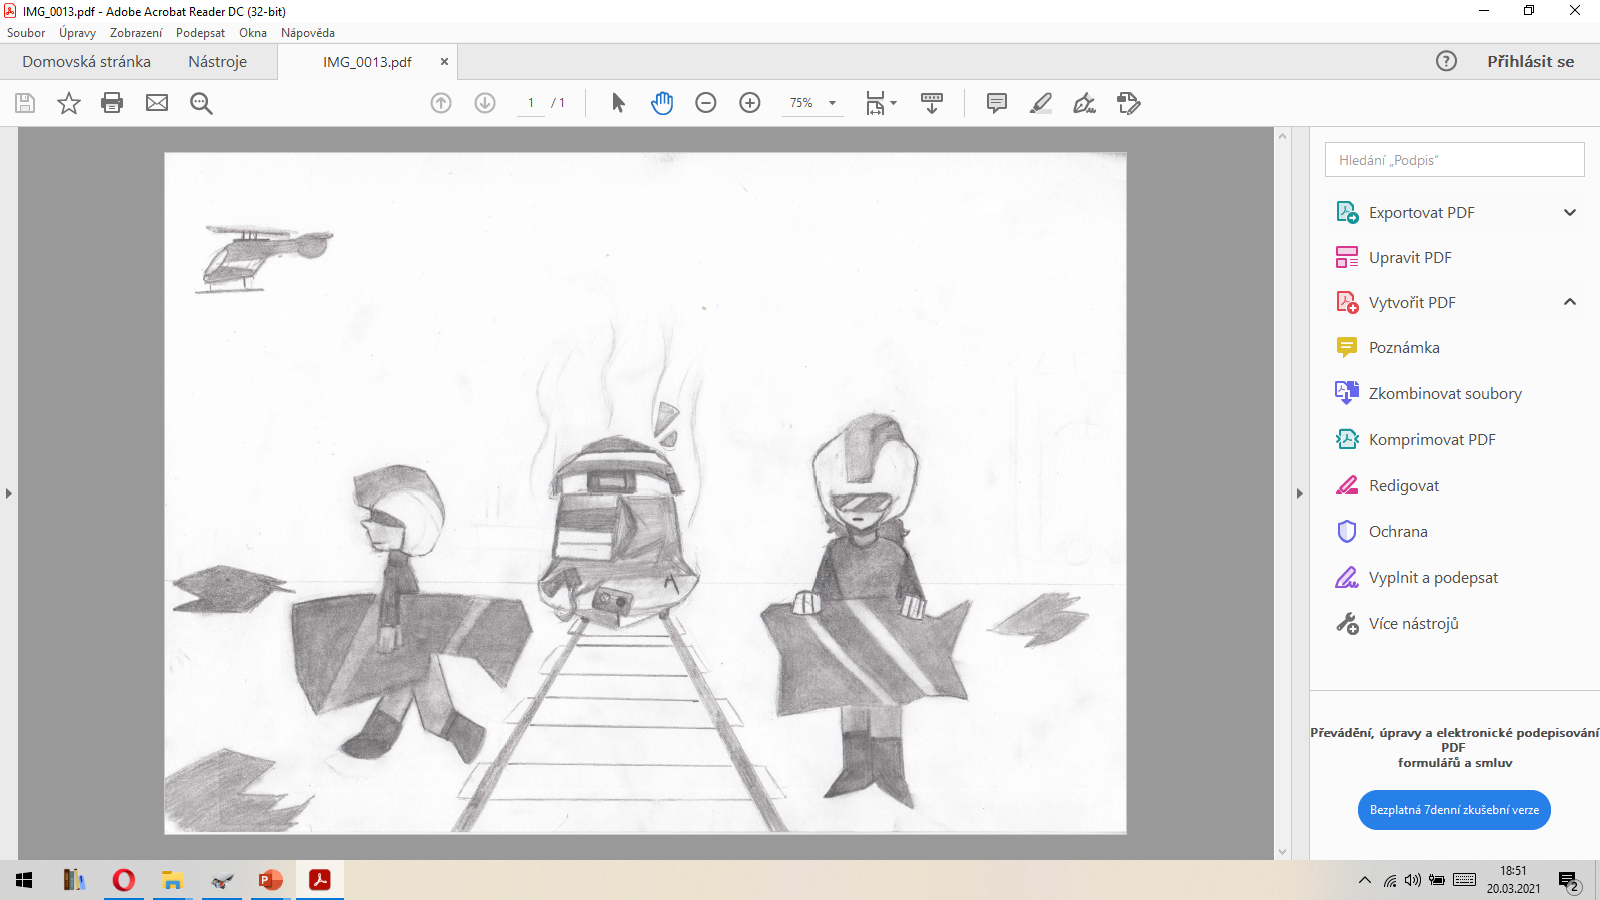 IMG_0013.pdf - Adobe Acrobat Reader DC (32-bit)
Soubor Úpravy Zobrazení Podepsat Okna Nápověda
Domovská stránka Nástroje IMG_0013.pdf × ? Přihlásit se
1 / 1 75%
Hledání „Podpis“
Exportovat PDF
Upravit PDF
Vytvořit PDF
Poznámka
Zkombinovat soubory
Komprimovat PDF
Redigovat
Ochrana
Vyplnit a podepsat
Více nástrojů
Převádění, úpravy a elektronické podepisování
PDF
formulářů a smluv
Bezplatná 7denní zkušební verze
18:51
20.03.2021
2